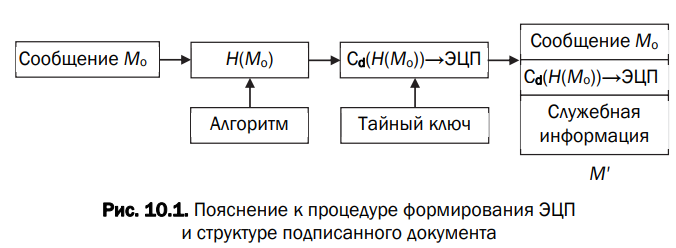 Сообщение Mo
H(Mo)
Cd(H(Mo))→ЭЦП
Алгоритм
Тайный ключ
Сообщение Mo
Cd(H(Mo))→ЭЦП
Служебная
информация
M'
Рис. 10.1. Пояснение к процедуре формирования ЭЦП
и структуре подписанного документа